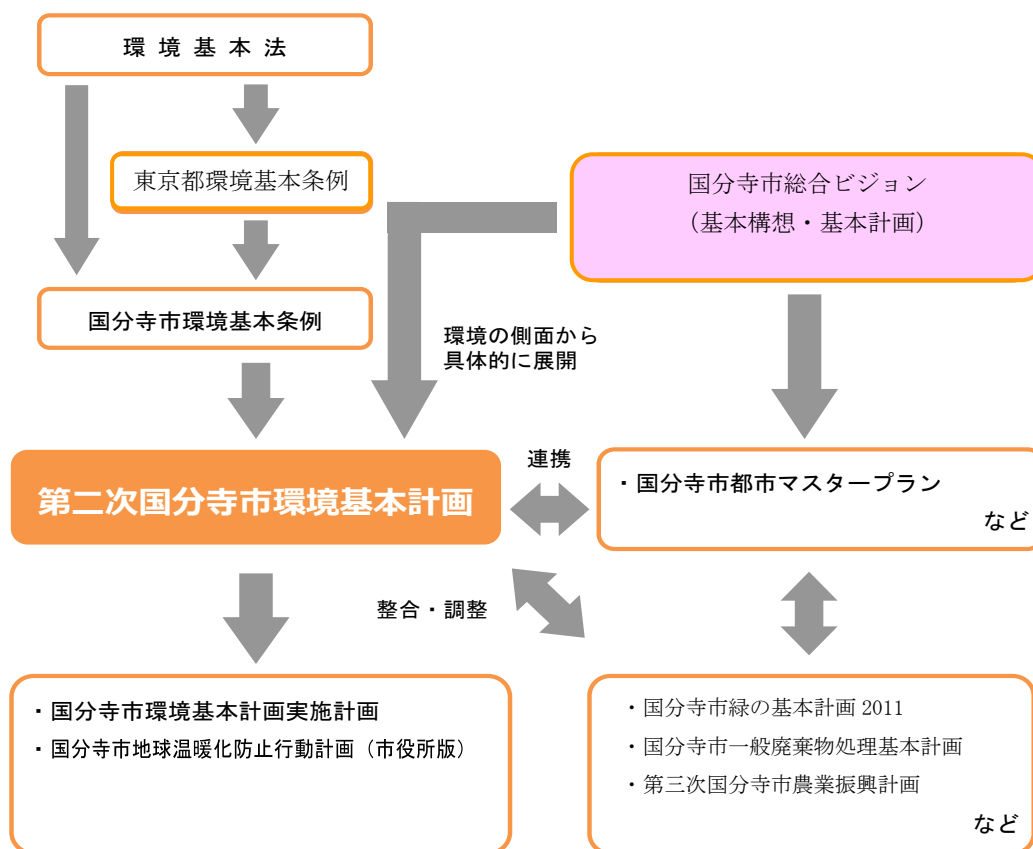 環境基本法
東京都環境基本条例
国分寺市総合ビジョン
（基本構想・基本計画）
国分寺市環境基本条例
環境の側面から
具体的に展開
第二次国分寺市環境基本計画
連携
・国分寺市都市マスタープラン
など
整合・調整
・国分寺市環境基本計画実施計画
・国分寺市地球温暖化防止行動計画（市役所版）
・国分寺市緑の基本計画 2011
・国分寺市一般廃棄物処理基本計画
・第三次国分寺市農業振興計画
など